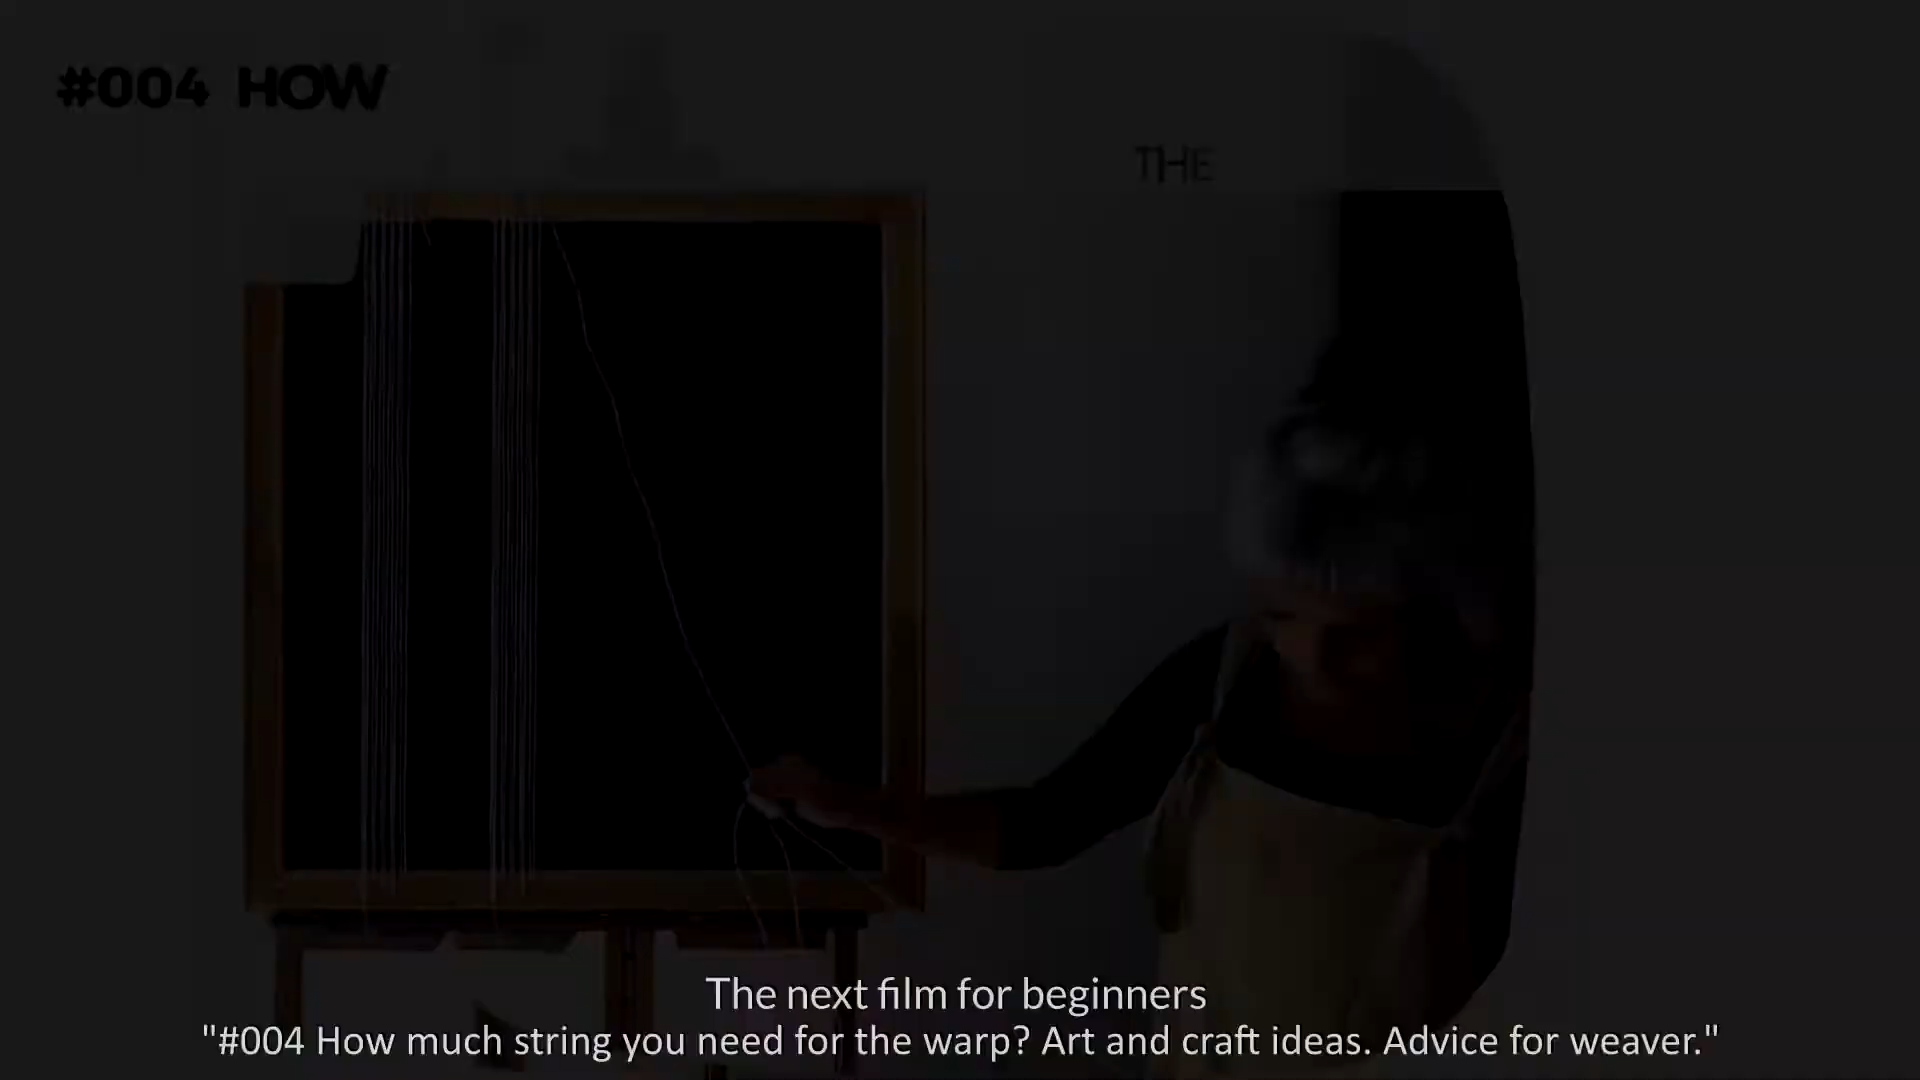 #004 HOW
THE
The next film for beginners
"#004 How much string you need for the warp? Art and craft ideas. Advice for weaver."